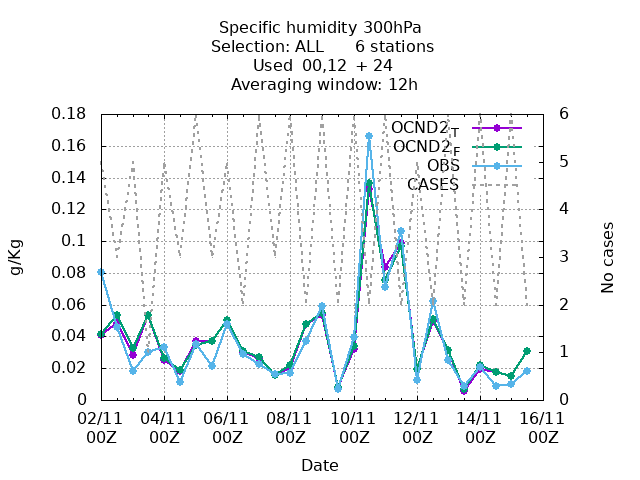 Specific humidity 300hPa
Selection: ALL 6 stations
Used 00,12 + 24
Averaging window: 12h
OCND2T
OCND2F
OBS
CASES
0.18
0.16
0.14
0.12
0.1
0.08
0.06
0.04
0.02
0
g/Kg
6
5
4
3
2
1
0
No cases
02/11 04/11 06/11 08/11 10/11 12/11 14/11 16/11
00Z 00Z 00Z 00Z 00Z 00Z 00Z 00Z
Date